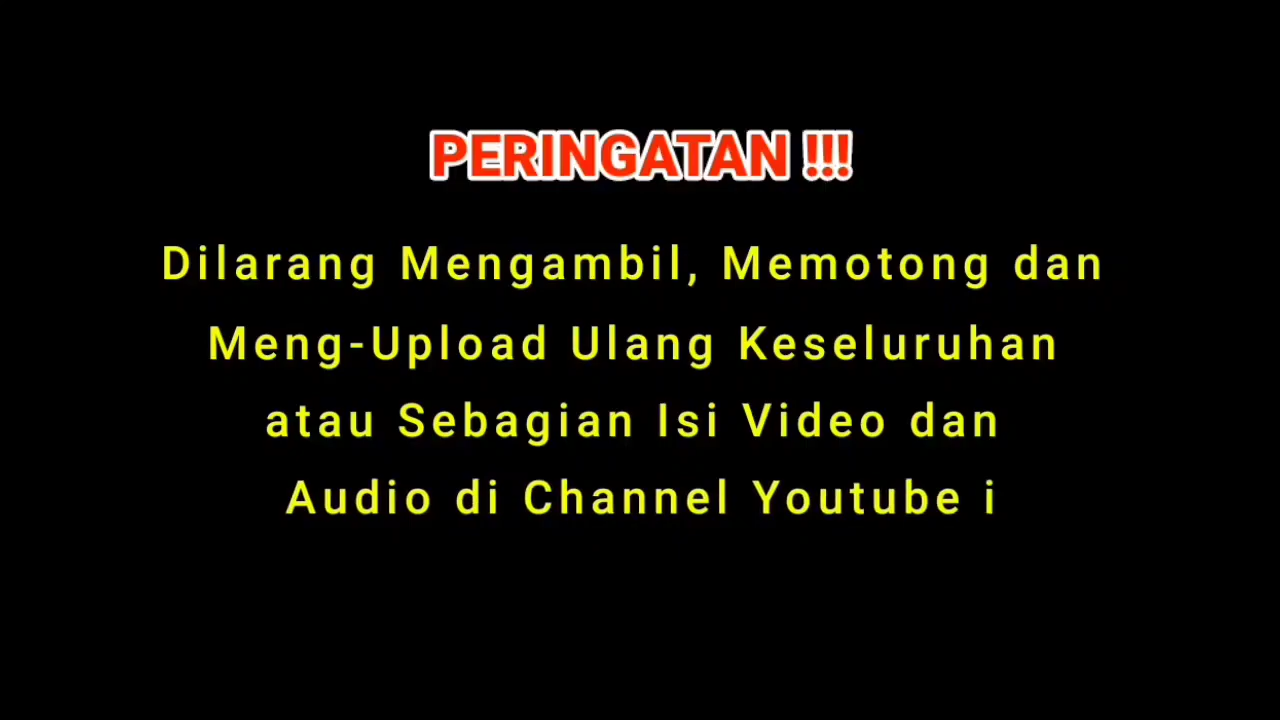 PERINGATAN !!!
Dilarang Mengambil, Memotong dan
Meng-Upload Ulang Keseluruhan
atau Sebagian Isi Video dan
Audio di Channel Youtube i